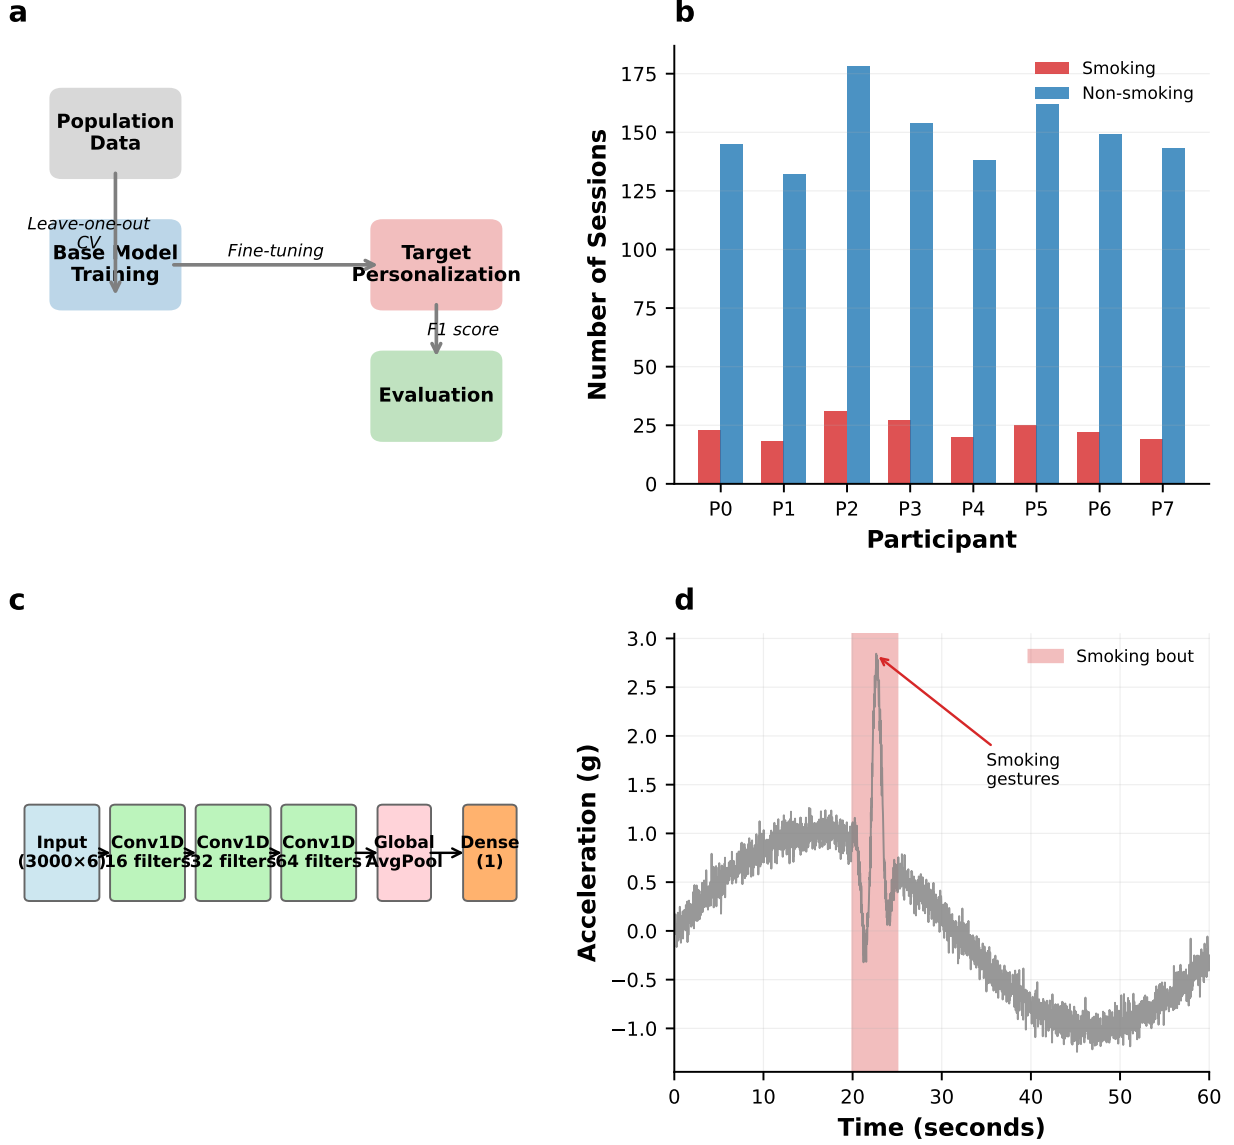 a
Population
Data
Leave-one-out
CV
Base Model
Training
Fine-tuning
Target
Personalization
F1 score
Evaluation
b
Smoking
Non-smoking
Number of Sessions
175
150
125
100
75
50
25
0
P0 P1 P2 P3 P4 P5 P6 P7
Participant
c
Input
(3000×6)
Conv1D
16 filters
Conv1D
32 filters
Conv1D
64 filters
Global
AvgPool
Dense
(1)
d
Smoking bout
Smoking
gestures
Acceleration (g)
3.0
2.5
2.0
1.5
1.0
0.5
0.0
−0.5
−1.0
0 10 20 30 40 50 60
Time (seconds)